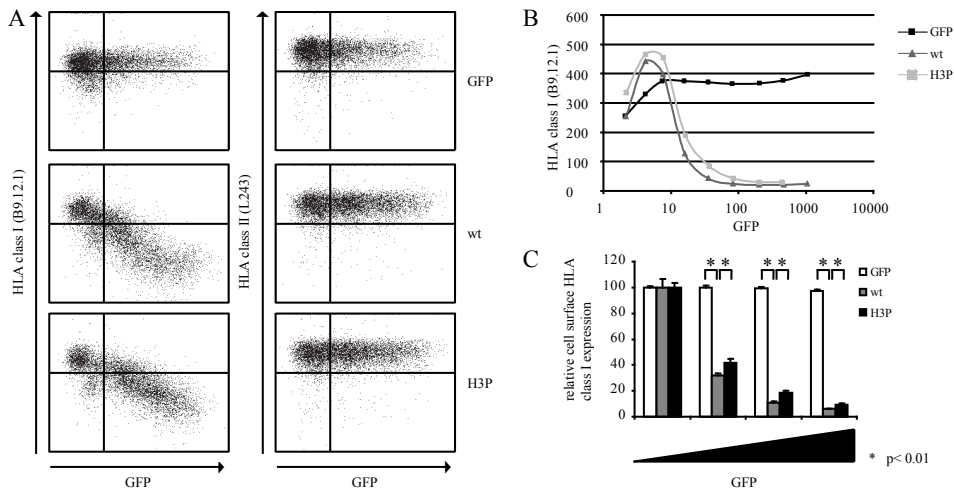 A
HLA class I (B9.12.1)
HLA class II (L243)
GFP
wt
H3P
GFP
GFP
B
HLA class I (B9.12.1)
600
500
400
300
200
100
0
1
10
100
1000
10000
GFP
GFP
wt
H3P
C
relative cell surface HLA
class I expression
120
100
80
60
40
20
0
* * * * * *
GFP
wt
H3P
GFP
* p< 0.01